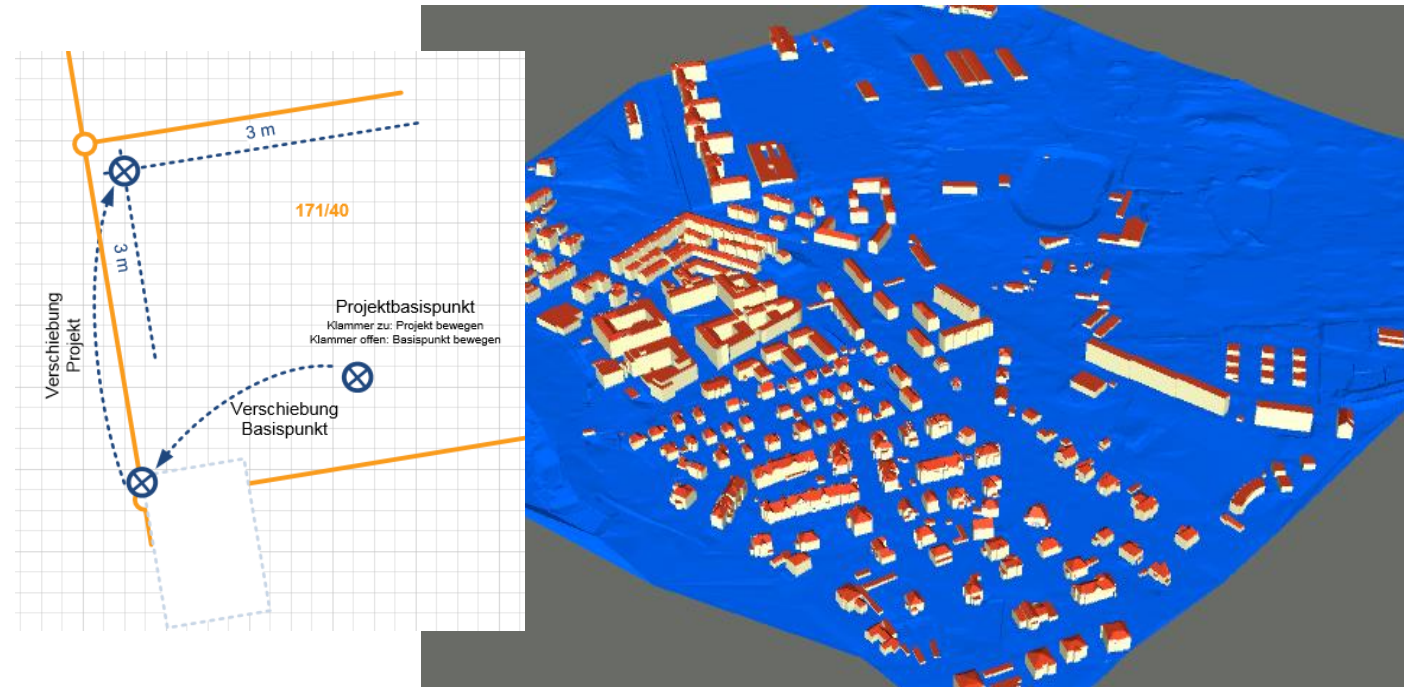 3 m
171/40
3 m
Verschiebung
Projekt
Projektbasispunkt
Klammer zu: Projekt bewegen
Klammer offen: Basispunkt bewegen
Verschiebung
Basispunkt